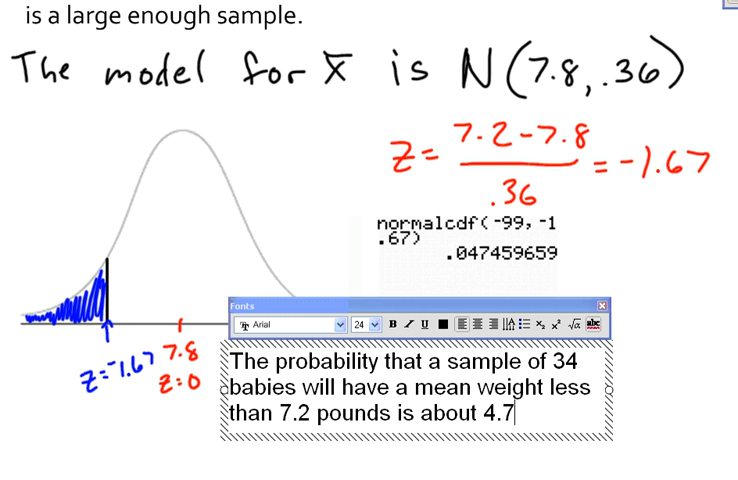 is a large enough sample.
The model for x̄ is N(7.8, .36)
z = 7.2-7.8 / .36 = -1.67
normalcdf(-99, -1
.67)
.047459659
Fonts
Arial 24 B I U abc
z=-1.67 7.8
z=0
The probability that a sample of 34
babies will have a mean weight less
than 7.2 pounds is about 4.7